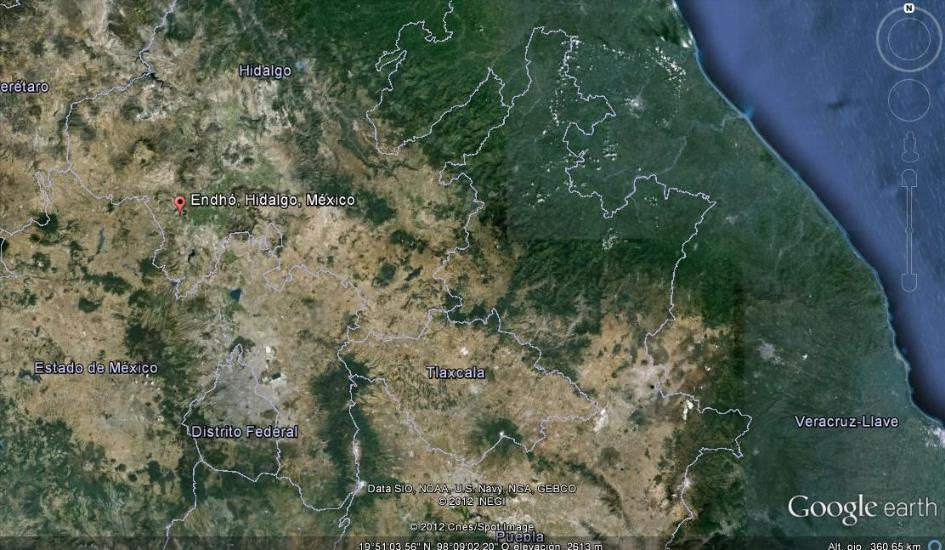 N
Hidalgo
erétaro
Endhó, Hidalgo, México
Estado de México
Tlaxcala
Distrito Federal
Veracruz-Llave
Data SIO, NOAA, U.S. Navy, NGA, GEBCO
© 2012 INEGI
Google earth
© 2012 Cnes/Spot Image
Puebla
19°51'03.56" N 98°09'02.20" O elevación 2613 m
Alt. ojo 360.65 km